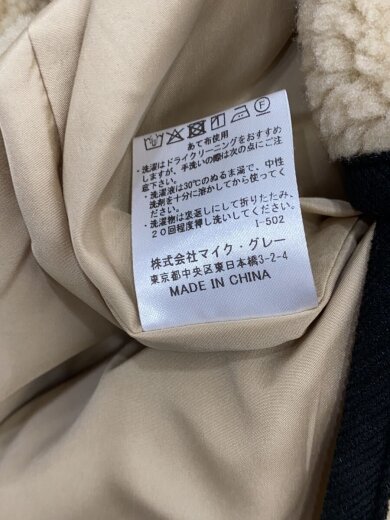 あて布使用
・洗濯はドライクリーニングをおすすめ
しますが、手洗いの際は次の点にご注
意下さい。
・洗濯液は30℃のぬるま湯で、中性
洗剤を十分に溶かしてから使ってく
ださい。
・洗濯物は裏返しにして折りたたみ、
20回程度押し洗いしてください。
I-502
株式会社マイク・グレー
東京都中央区東日本橋3-2-4
MADE IN CHINA